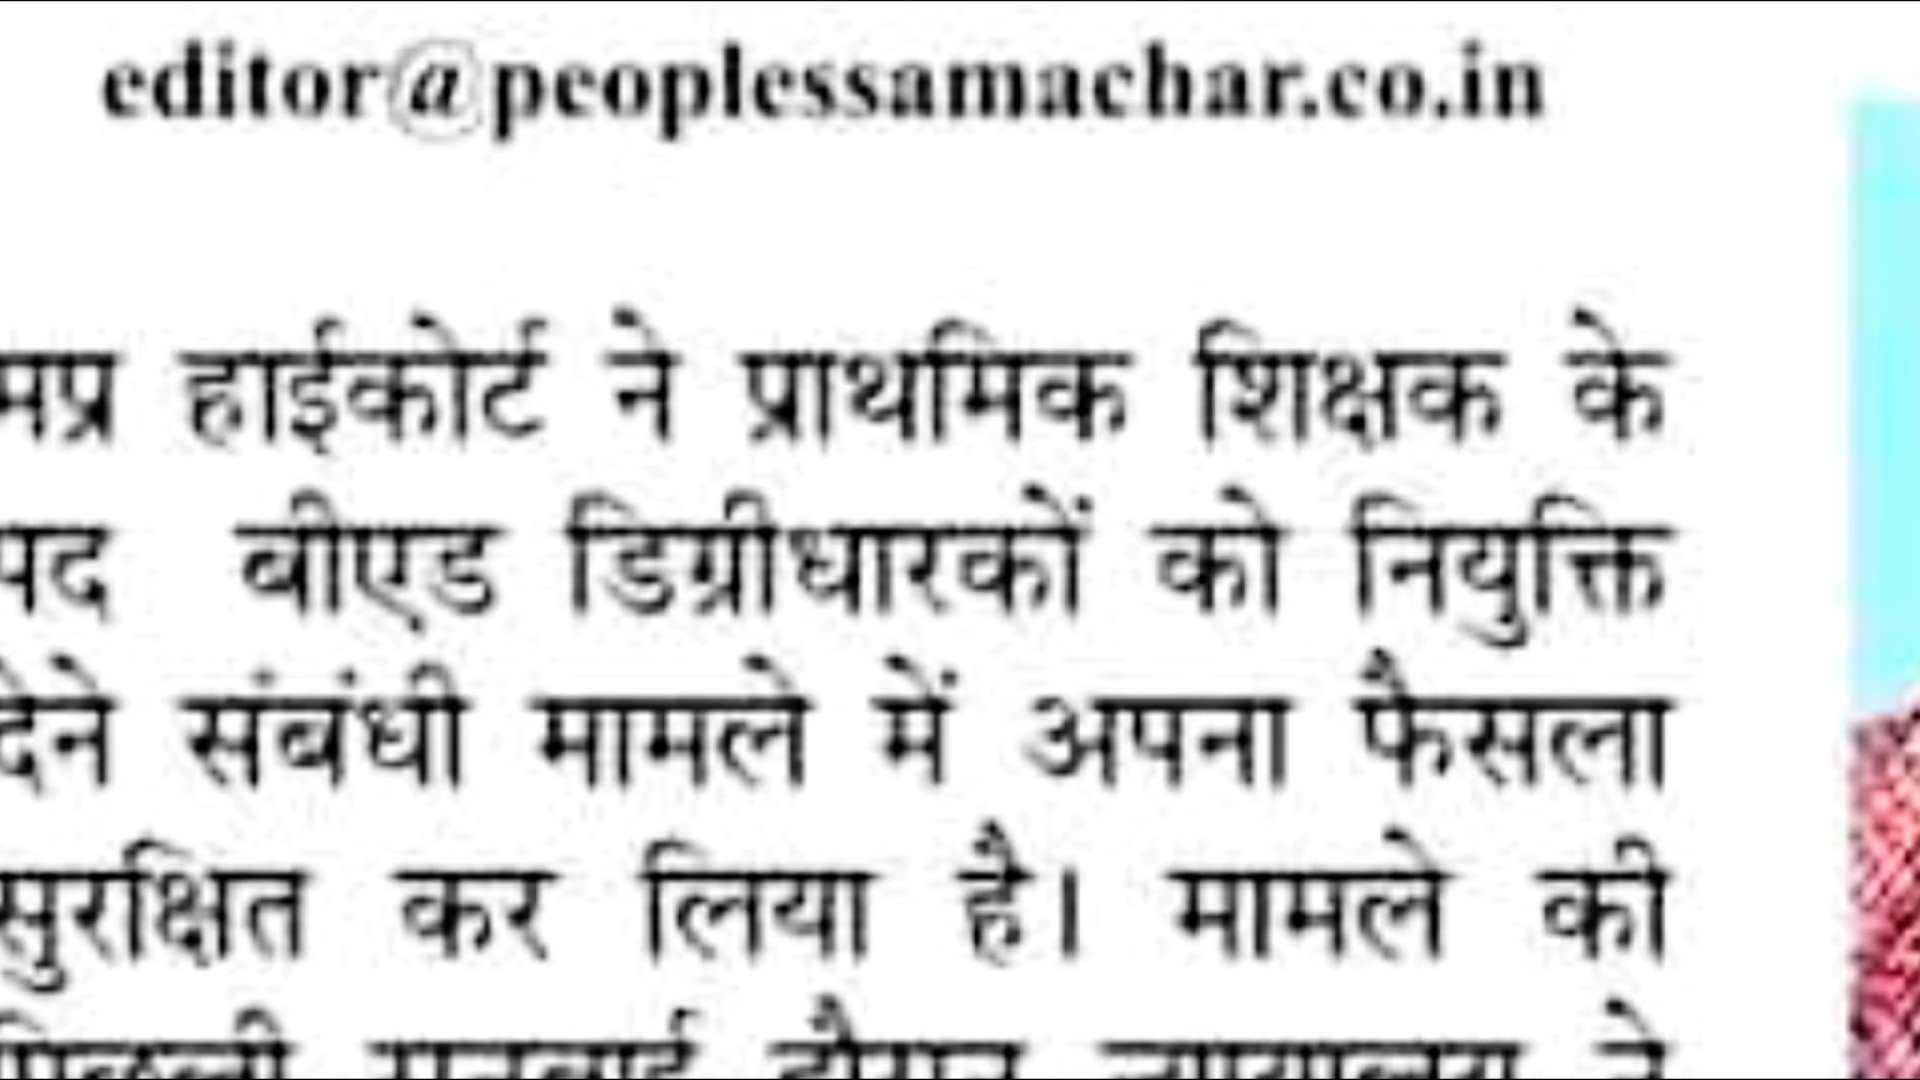 editor@peoplessamachar.co.in
मप्र हाईकोर्ट ने प्राथमिक शिक्षक के
पद बीएड डिग्रीधारकों को नियुक्ति
देने संबंधी मामले में अपना फैसला
सुरक्षित कर लिया है। मामले की